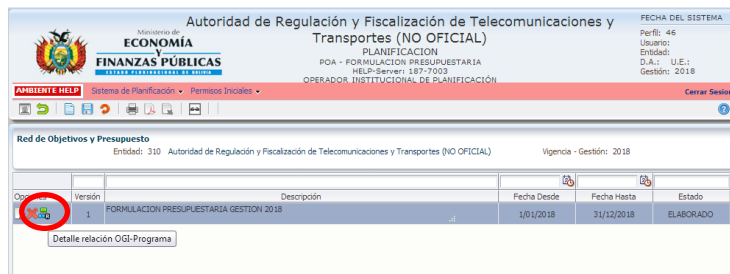 Autoridad de Regulación y Fiscalización de Telecomunicaciones y
Transportes (NO OFICIAL)
PLANIFICACION
POA - FORMULACION PRESUPUESTARIA
HELP-Server: 187-7003
OPERADOR INSTITUCIONAL DE PLANIFICACIÓN
Ministerio de
ECONOMÍA
Y
FINANZAS PÚBLICAS
ESTADO PLURINACIONAL DE BOLIVIA
FECHA DEL SISTEMA
Perfil: 46
Usuario:
Entidad:
D.A.: U.E.:
Gestión: 2018
AMBIENTE HELP Sistema de Planificación Permisos Iniciales Cerrar Sesion
Red de Objetivos y Presupuesto
Entidad: 310 Autoridad de Regulación y Fiscalización de Telecomunicaciones y Transportes (NO OFICIAL) Vigencia - Gestión: 2018
Versión Descripción Fecha Desde Fecha Hasta Estado
1 FORMULACION PRESUPUESTARIA GESTION 2018 1/01/2018 31/12/2018 ELABORADO
Detalle relación OGI-Programa